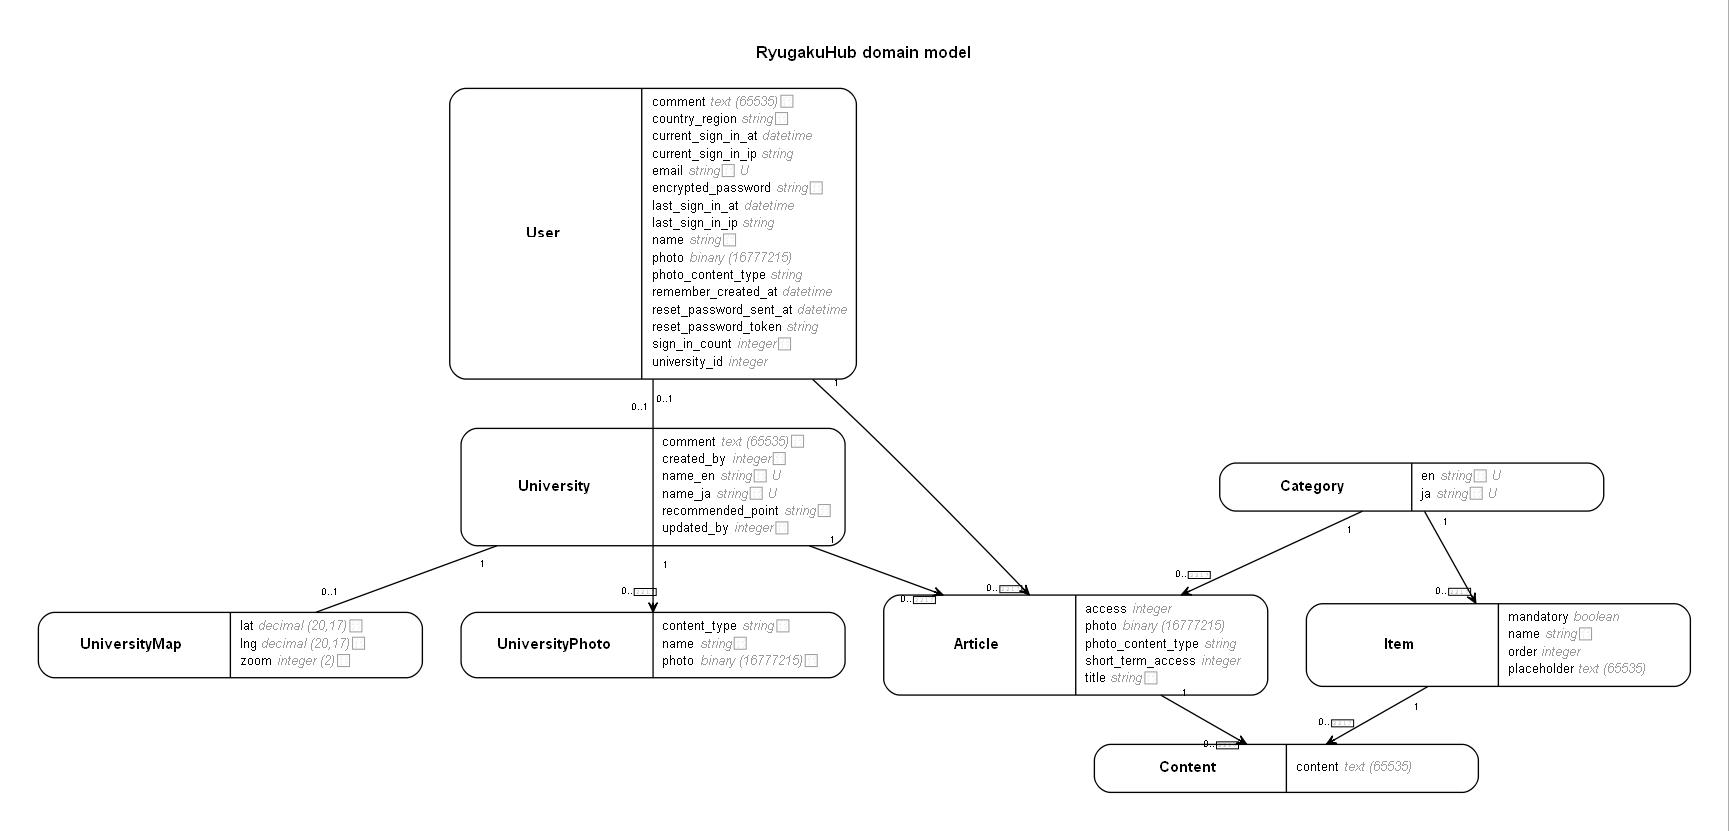 RyugakuHub domain model
User
comment text (65535)
country_region string
current_sign_in_at datetime
current_sign_in_ip string
email string U
encrypted_password string
last_sign_in_at datetime
last_sign_in_ip string
name string
photo binary (16777215)
photo_content_type string
remember_created_at datetime
reset_password_sent_at datetime
reset_password_token string
sign_in_count integer
university_id integer
1
0..1
0..1
University
comment text (65535)
created_by integer
name_en string U
name_ja string U
recommended_point string
updated_by integer
Category
en string U
ja string U
1
1
1
1
1
0..1
0..
0..
0..
0..
0..
UniversityMap
lat decimal (20,17)
lng decimal (20,17)
zoom integer (2)
UniversityPhoto
content_type string
name string
photo binary (16777215)
Article
access integer
photo binary (16777215)
photo_content_type string
short_term_access integer
title string
Item
mandatory boolean
name string
order integer
placeholder text (65535)
1
1
0..
0..
Content
content text (65535)